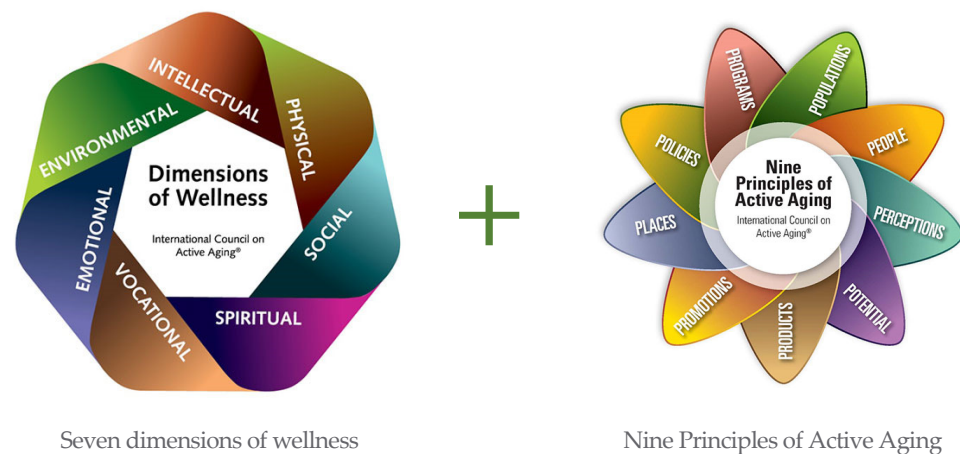 INTELLECTUAL
PHYSICAL
SOCIAL
SPIRITUAL
VOCATIONAL
EMOTIONAL
ENVIRONMENTAL
Dimensions
of Wellness
International Council on
Active Aging®
+
POPULATIONS
PEOPLE
PERCEPTIONS
POTENTIAL
PRODUCTS
PROMOTIONS
PLACES
POLICIES
PROGRAMS
Nine
Principles of
Active Aging
International Council on
Active Aging®
Seven dimensions of wellness
Nine Principles of Active Aging